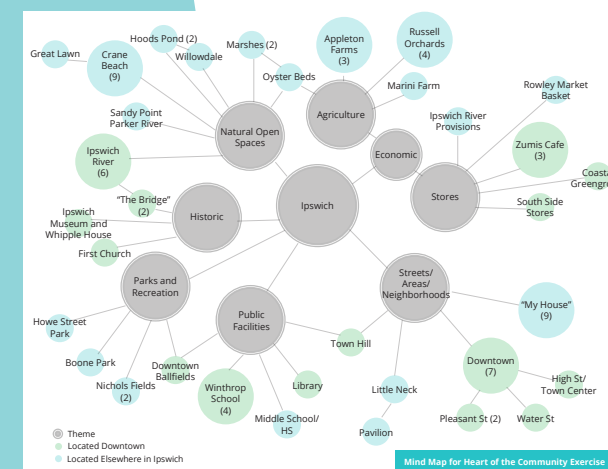 Great Lawn
Crane
Beach
(9)
Hoods Pond (2)
Willowdale
Marshes (2)
Oyster Beds
Appleton
Farms
(3)
Russell
Orchards
(4)
Marini Farm
Rowley Market
Basket
Sandy Point
Parker River
Natural Open
Spaces
Agriculture
Ipswich River
Provisions
Zumis Cafe
(3)
Ipswich
River
(6)
Economic
Coasta
Greengro
"The Bridge"
(2)
Historic
Ipswich
Stores
South Side
Stores
Ipswich
Museum and
Whipple House
First Church
Parks and
Recreation
Public
Facilities
Streets/
Areas/
Neighborhoods
"My House"
(9)
Howe Street
Park
Boone Park
Nichols Fields
(2)
Downtown
Ballfields
Town Hill
Downtown
(7)
Winthrop
School
(4)
Library
Little Neck
High St/
Town Center
Middle School/
HS
Pavilion
Pleasant St (2)
Water St
Theme
Located Downtown
Located Elsewhere in Ipswich
Mind Map for Heart of the Community Exercise